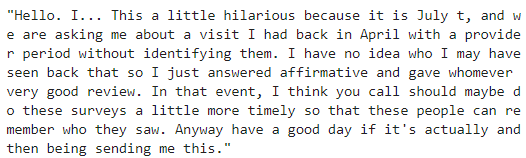 "Hello. I... This a little hilarious because it is July t, and w
e are asking me about a visit I had back in April with a provide
r period without identifying them. I have no idea who I may have
seen back that so I just answered affirmative and gave whomever
very good review. In that event, I think you call should maybe d
o these surveys a little more timely so that these people can re
member who they saw. Anyway have a good day if it's actually and
then being sending me this."